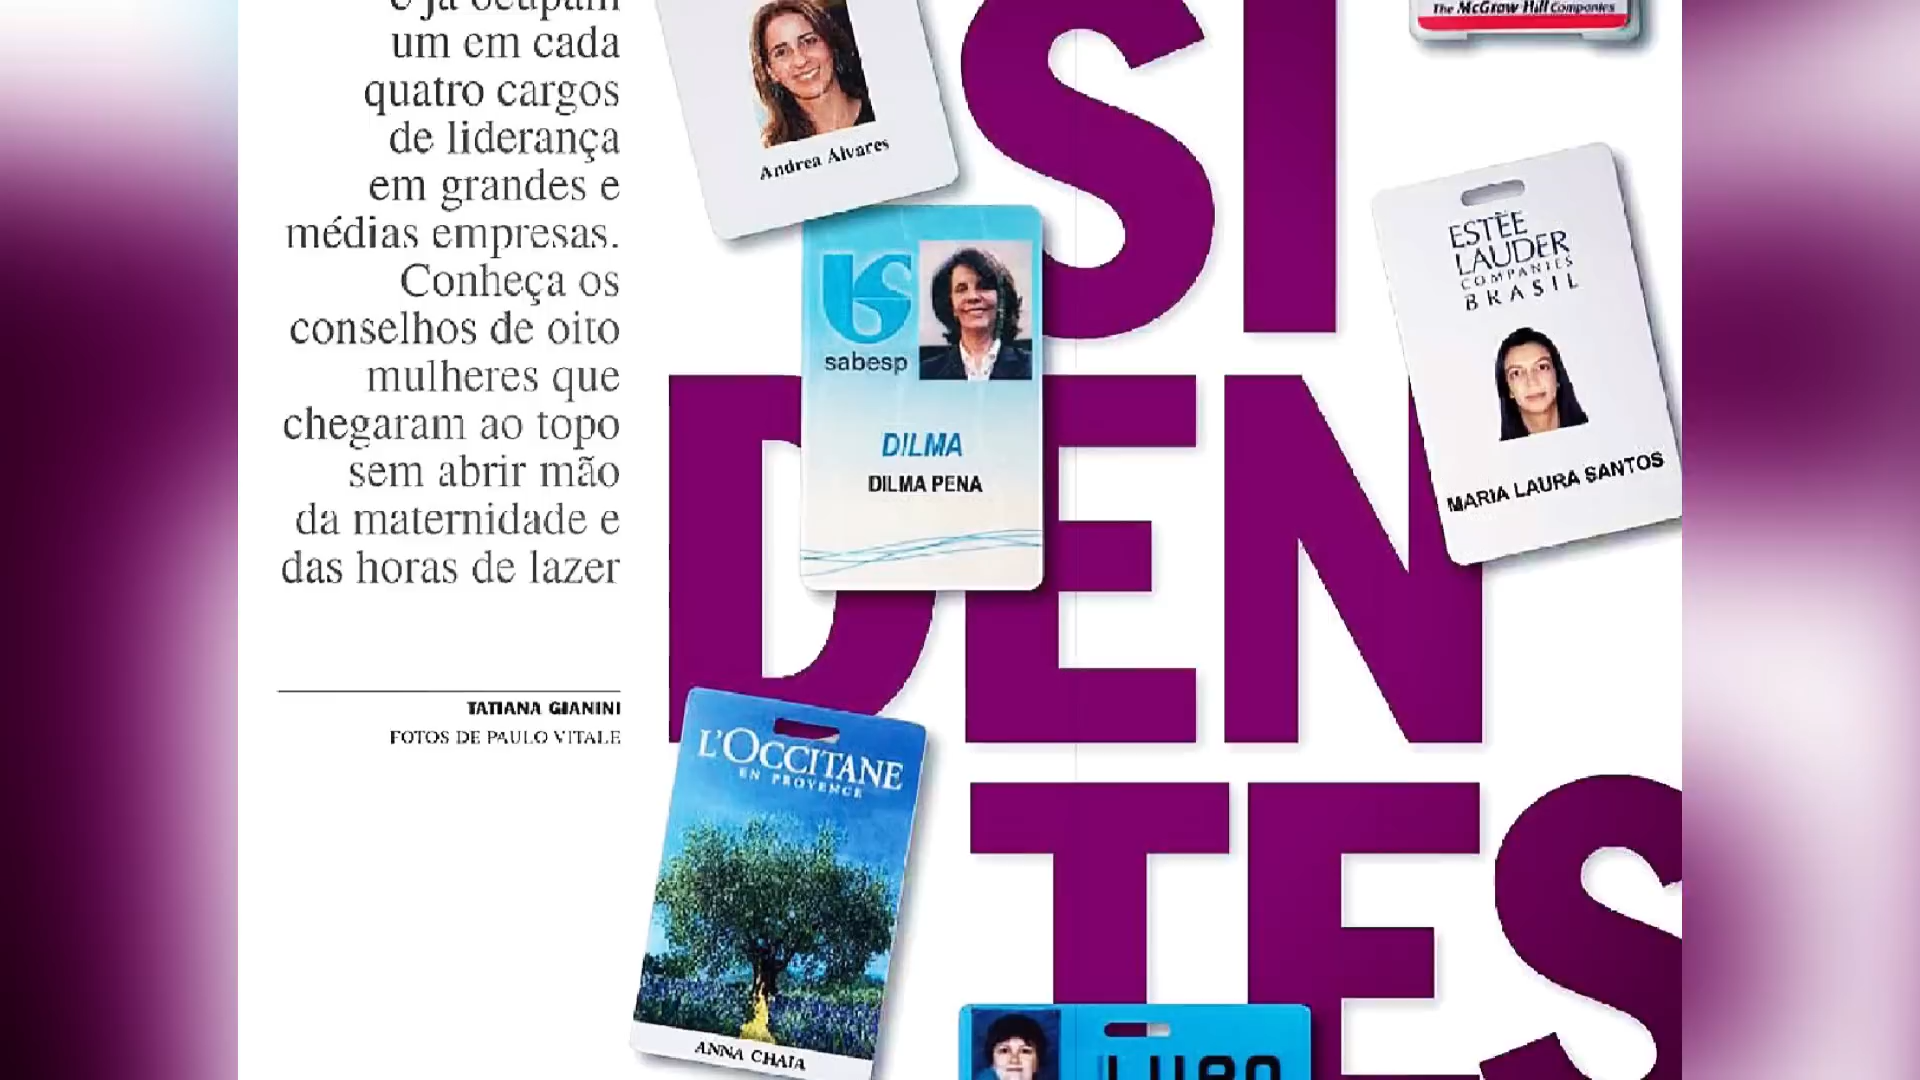 um em cada
quatro cargos
de liderança
em grandes e
médias empresas.
Conheça os
conselhos de oito
mulheres que
chegaram ao topo
sem abrir mão
da maternidade e
das horas de lazer
TATIANA GIANINI
FOTOS DE PAULO VITALE
SI
DEN
TES
The McGraw-Hill Companies
Andrea Alvares
sabesp
DILMA
DILMA PENA
ESTĒE
LAUDER
COMPANIES
BRASIL
MARIA LAURA SANTOS
L'OCCITANE
EN PROVENCE
ANNA CHAIA